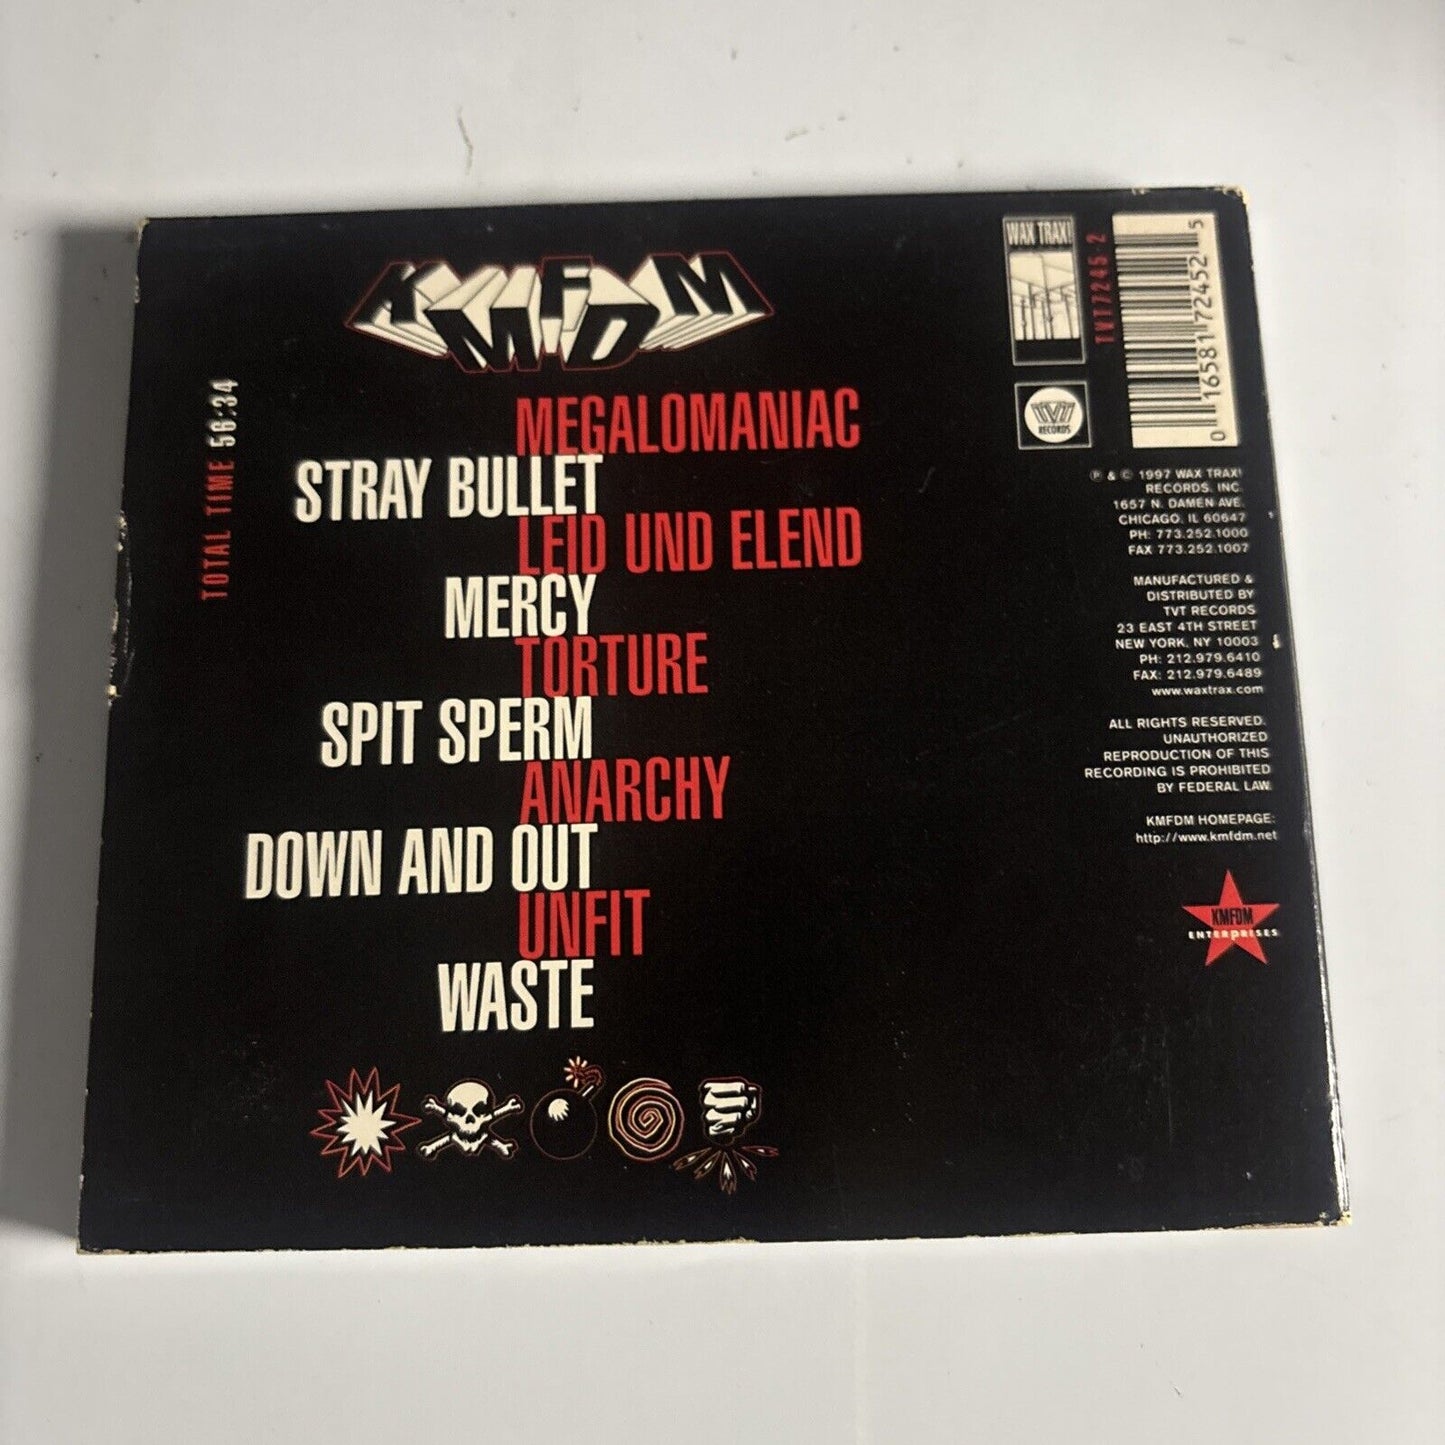 KMFDM
TOTAL TIME 56:34
MEGALOMANIAC
STRAY BULLET
LEID UND ELEND
MERCY
TORTURE
SPIT SPERM
ANARCHY
DOWN AND OUT
UNFIT
WASTE
WAX TRAX!
TVT
RECORDS
TVT7245-2
0 16581 72452 5
℗ & © 1997 WAX TRAX!
RECORDS, INC.
1657 N. DAMEN AVE.
CHICAGO, IL 60647
PH: 773.252.1000
FAX 773.252.1007
MANUFACTURED &
DISTRIBUTED BY
TVT RECORDS
23 EAST 4TH STREET
NEW YORK, NY 10003
PH: 212.979.6410
FAX: 212.979.6489
www.waxtrax.com
ALL RIGHTS RESERVED.
UNAUTHORIZED
REPRODUCTION OF THIS
RECORDING IS PROHIBITED
BY FEDERAL LAW.
KMFDM HOMEPAGE:
http://www.kmfdm.net
KMFDM
ENTERPRISES